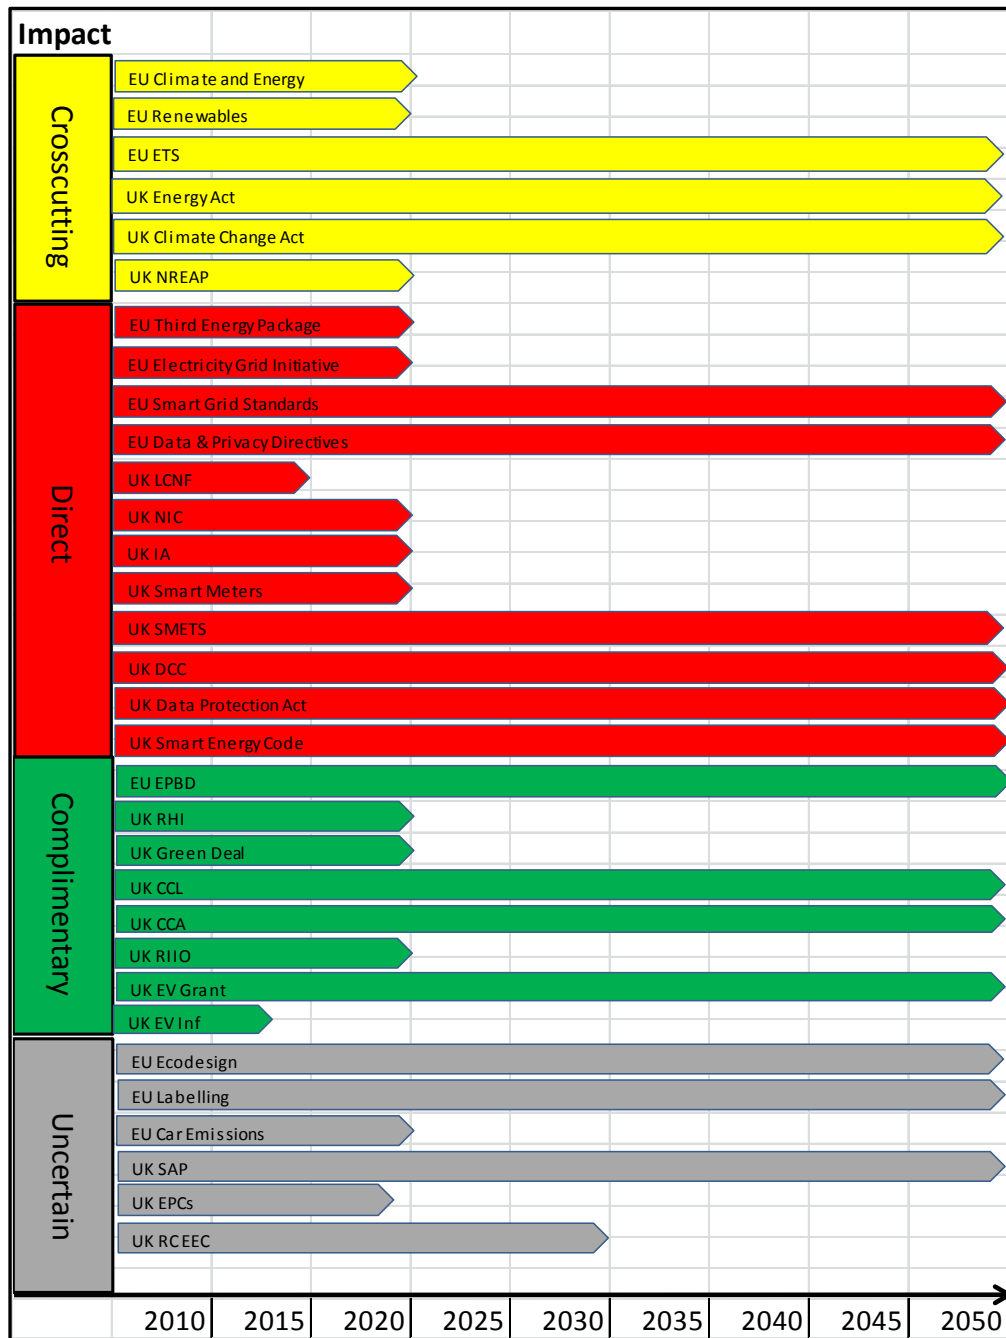 Impact
Crosscutting
EU Climate and Energy
EU Renewables
EU ETS
UK Energy Act
UK Climate Change Act
UK NREAP
Direct
EU Third Energy Package
EU Electricity Grid Initiative
EU Smart Grid Standards
EU Data & Privacy Directives
UK LCNF
UK NIC
UK IA
UK Smart Meters
UK SMETS
UK DCC
UK Data Protection Act
UK Smart Energy Code
Complimentary
EU EPBD
UK RHI
UK Green Deal
UK CCL
UK CCA
UK RIIO
UK EV Grant
UK EV Inf
Uncertain
EU Ecodesign
EU Labelling
EU Car Emissions
UK SAP
UK EPCs
UK RCEEC
2010 2015 2020 2025 2030 2035 2040 2045 2050